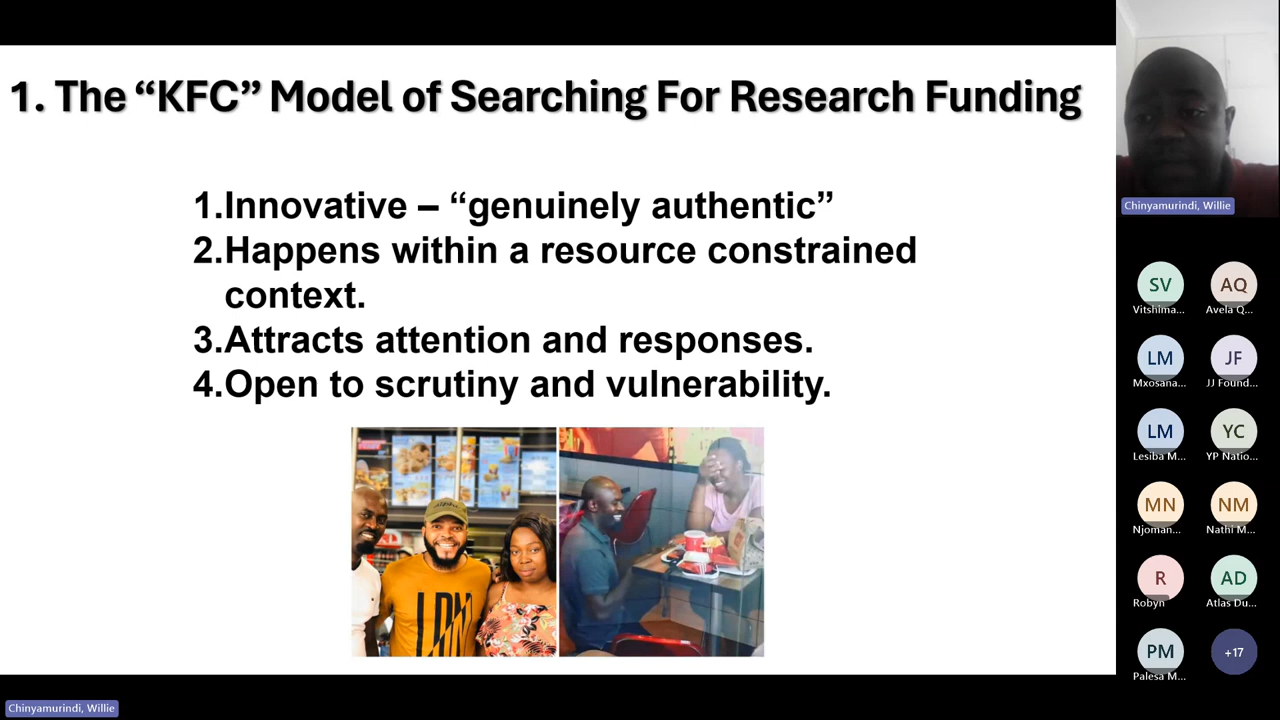 1. The “KFC” Model of Searching For Research Funding
1.Innovative – “genuinely authentic”
2.Happens within a resource constrained
context.
3.Attracts attention and responses.
4.Open to scrutiny and vulnerability.
LDN
Chinyamurindi, Willie
SV
Vitshima...
AQ
Avela Q...
LM
Mxosana...
JF
JJ Found...
LM
Lesiba M...
YC
YP Natio...
MN
Njoman...
NM
Nathi M...
R
Robyn
AD
Atlas Du...
PM
Palesa M...
+17
Chinyamurindi, Willie